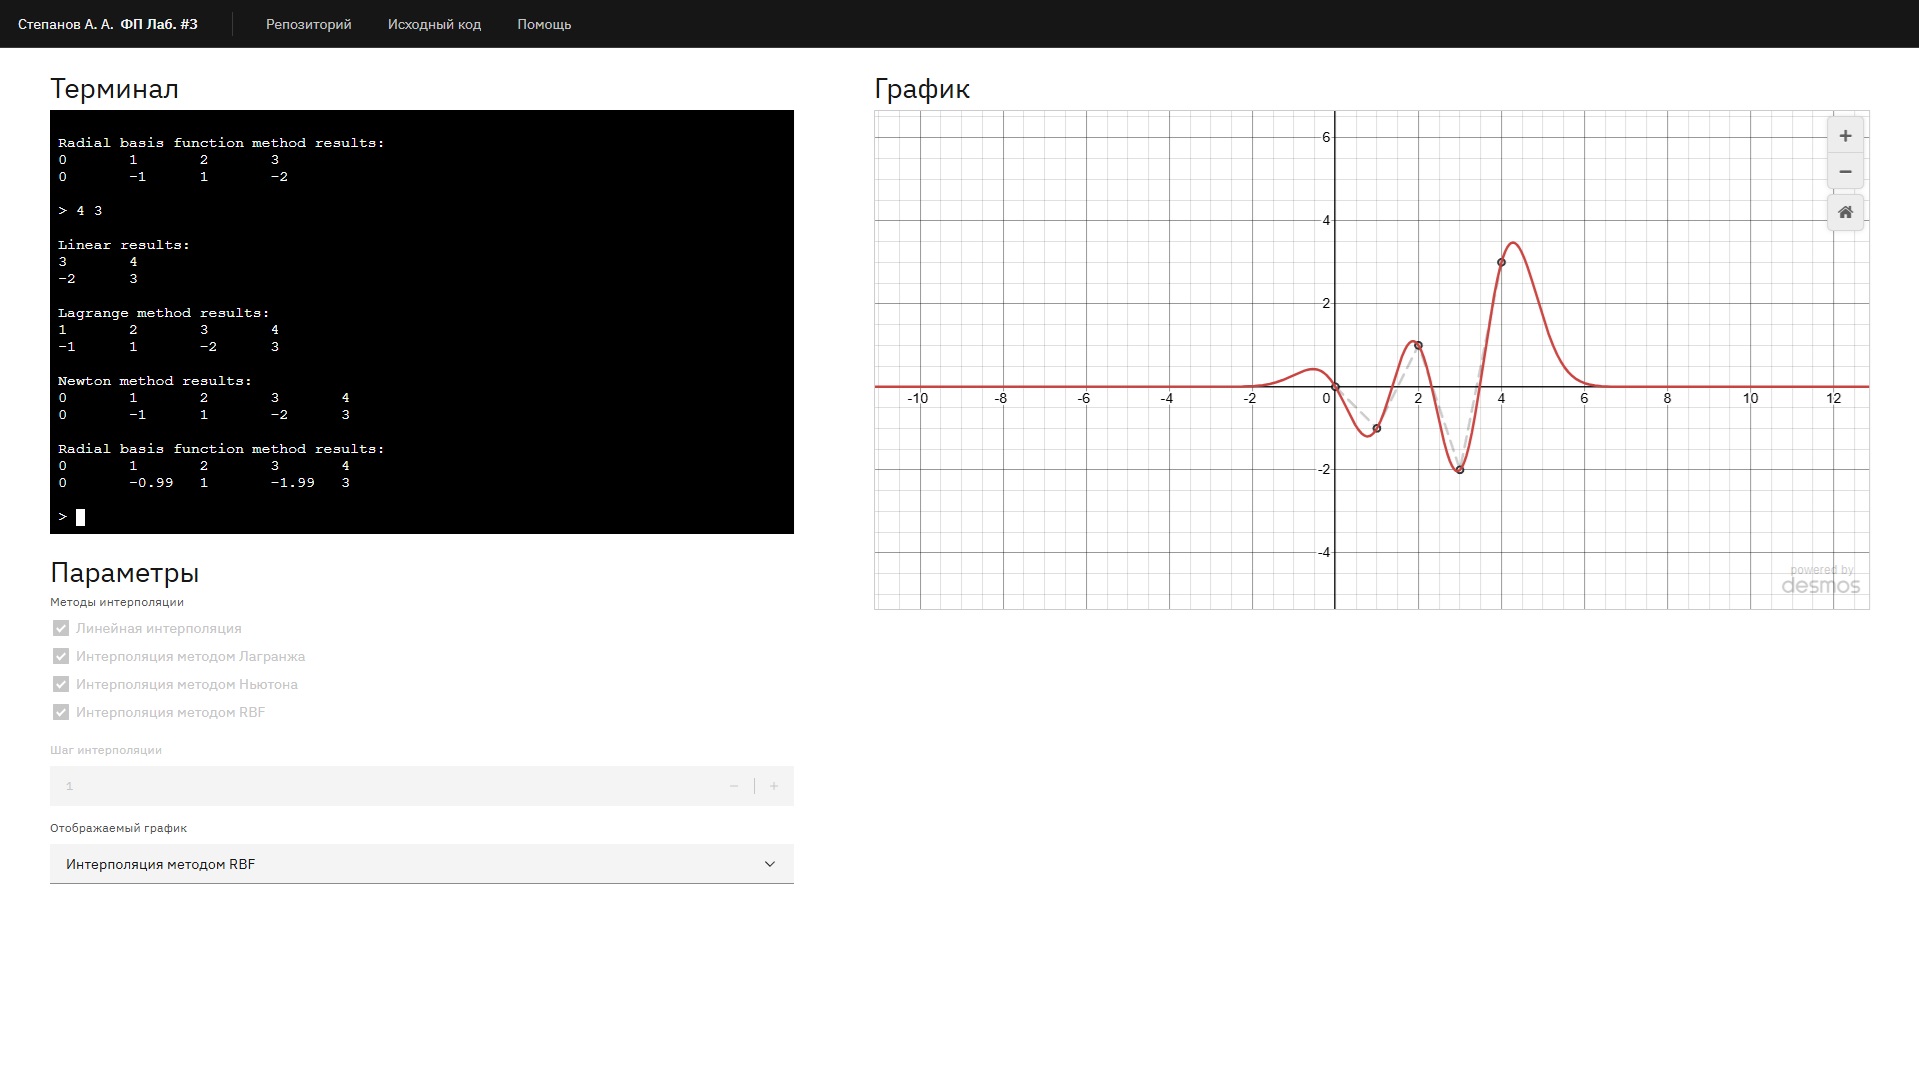 Степанов А. А. ФП Лаб. #3 Репозиторий Исходный код Помощь
Терминал
Radial basis function method results:
0 1 2 3
0 -1 1 -2
> 4 3
Linear results:
3 4
-2 3
Lagrange method results:
1 2 3 4
-1 1 -2 3
Newton method results:
0 1 2 3 4
0 -1 1 -2 3
Radial basis function method results:
0 1 2 3 4
0 -0.99 1 -1.99 3
>
Параметры
Методы интерполяции
Линейная интерполяция
Интерполяция методом Лагранжа
Интерполяция методом Ньютона
Интерполяция методом RBF
Шаг интерполяции
1 − | +
Отображаемый график
Интерполяция методом RBF
График
6
4
2
-10 -8 -6 -4 -2 0 2 4 6 8 10 12
-2
-4
+
−
powered by
desmos